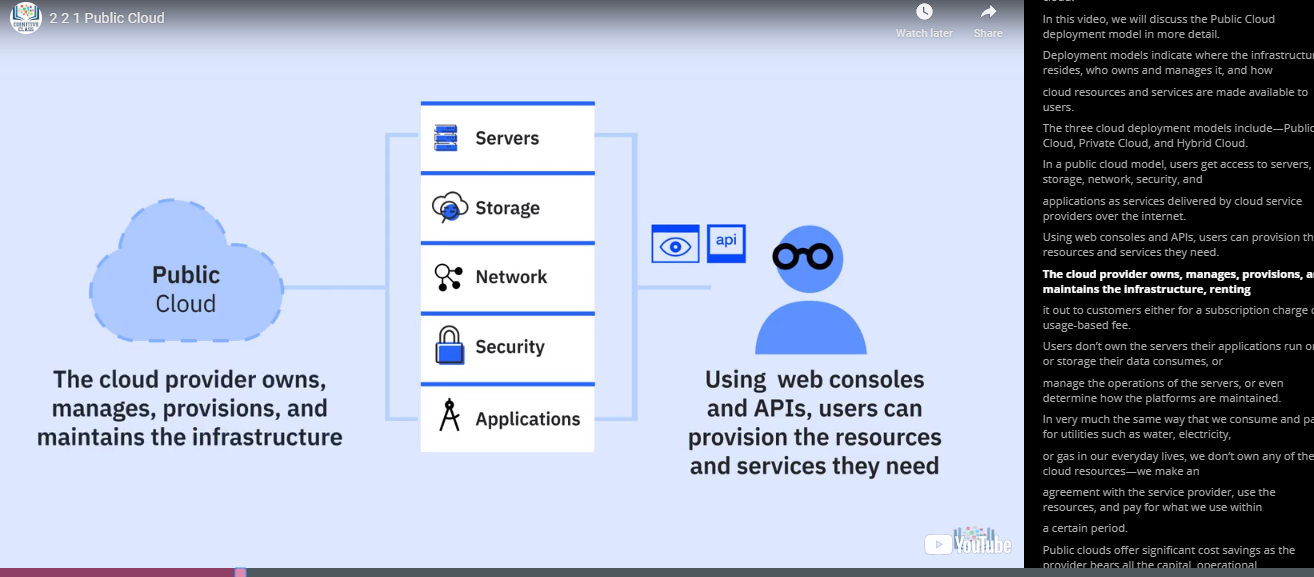 2 2 1 Public Cloud
Watch later
Share
Servers
Storage
Network
Security
Applications
Public
Cloud
The cloud provider owns,
manages, provisions, and
maintains the infrastructure
api
Using web consoles
and APIs, users can
provision the resources
and services they need
YouTube
In this video, we will discuss the Public Cloud
deployment model in more detail.
Deployment models indicate where the
resides, who owns and manages it, and how
cloud resources and services are made available to
users.
The three cloud deployment models include—Public
Cloud, Private Cloud, and Hybrid Cloud.
In a public cloud model, users get access to servers,
storage, network, security, and
applications as services delivered by cloud service
providers over the internet.
Using web consoles and APIs, users can provision
resources and services they need.
The cloud provider owns, manages, provisions,
maintains the infrastructure, renting
it out to customers either for a subscription charge
usage-based fee.
Users don’t own the servers their applications run
or storage their data consumes, or
manage the operations of the servers, or even
determine how the platforms are maintained.
In very much the same way that we consume and
for utilities such as water, electricity,
or gas in our everyday lives, we don’t own any of the
cloud resources—we make an
agreement with the service provider, use the
resources, and pay for what we use within
a certain period.
Public clouds offer significant cost savings as the
provider bears all the capital, operational